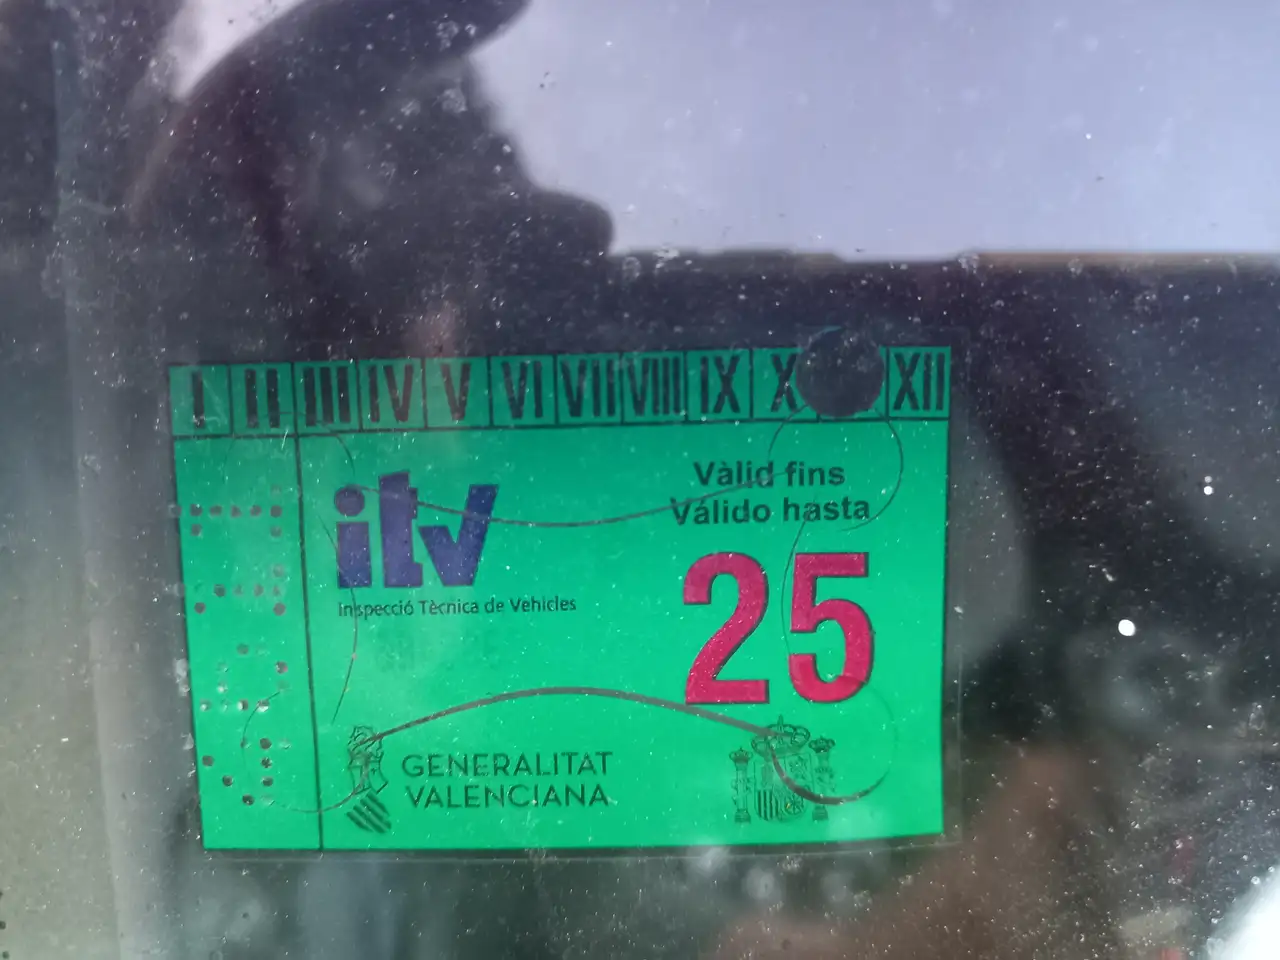 I II III IV V VI VII VIII IX X XII
Vàlid fins
Válido hasta
itv
25
Inspecció Tècnica de Vehicles
GENERALITAT
VALENCIANA